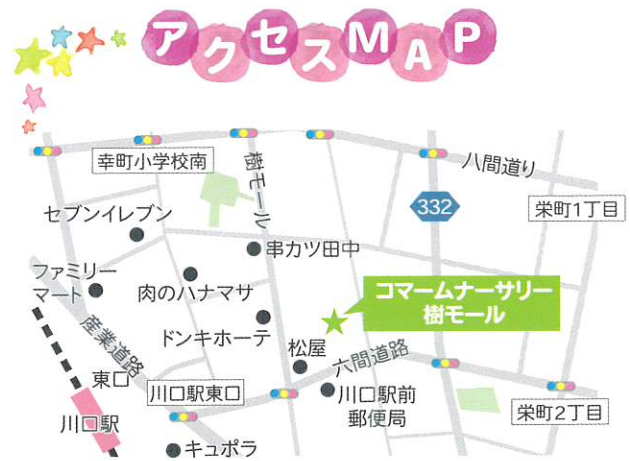 アクセスMAP
幸町小学校南
樹モール
八間道り
332
栄町1丁目
セブンイレブン
串カツ田中
ファミリー
マート
肉のハナマサ
コマームナーサリー
樹モール
ドンキホーテ
産業道路
松屋
六間道路
東口
川口駅東口
川口駅前
郵便局
栄町2丁目
川口駅
キュポラ